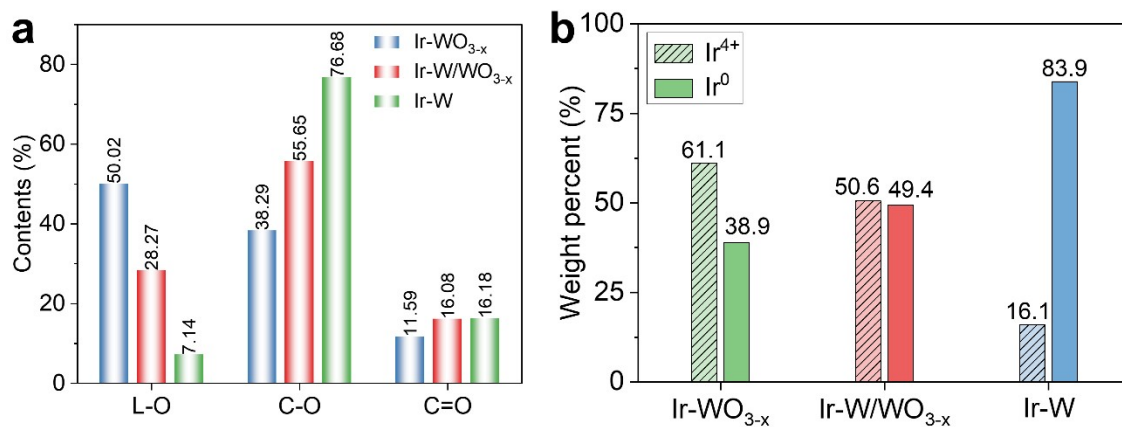 a
Contents (%)
80
60
40
20
0
Ir-WO3-x
Ir-W/WO3-x
Ir-W
50.02
28.27
7.14
38.29
55.65
76.68
11.59
16.08
16.18
L-O
C-O
C=O
b
Weight percent (%)
100
75
50
25
0
Ir4+
Ir0
61.1
38.9
50.6
49.4
16.1
83.9
Ir-WO3-x
Ir-W/WO3-x
Ir-W